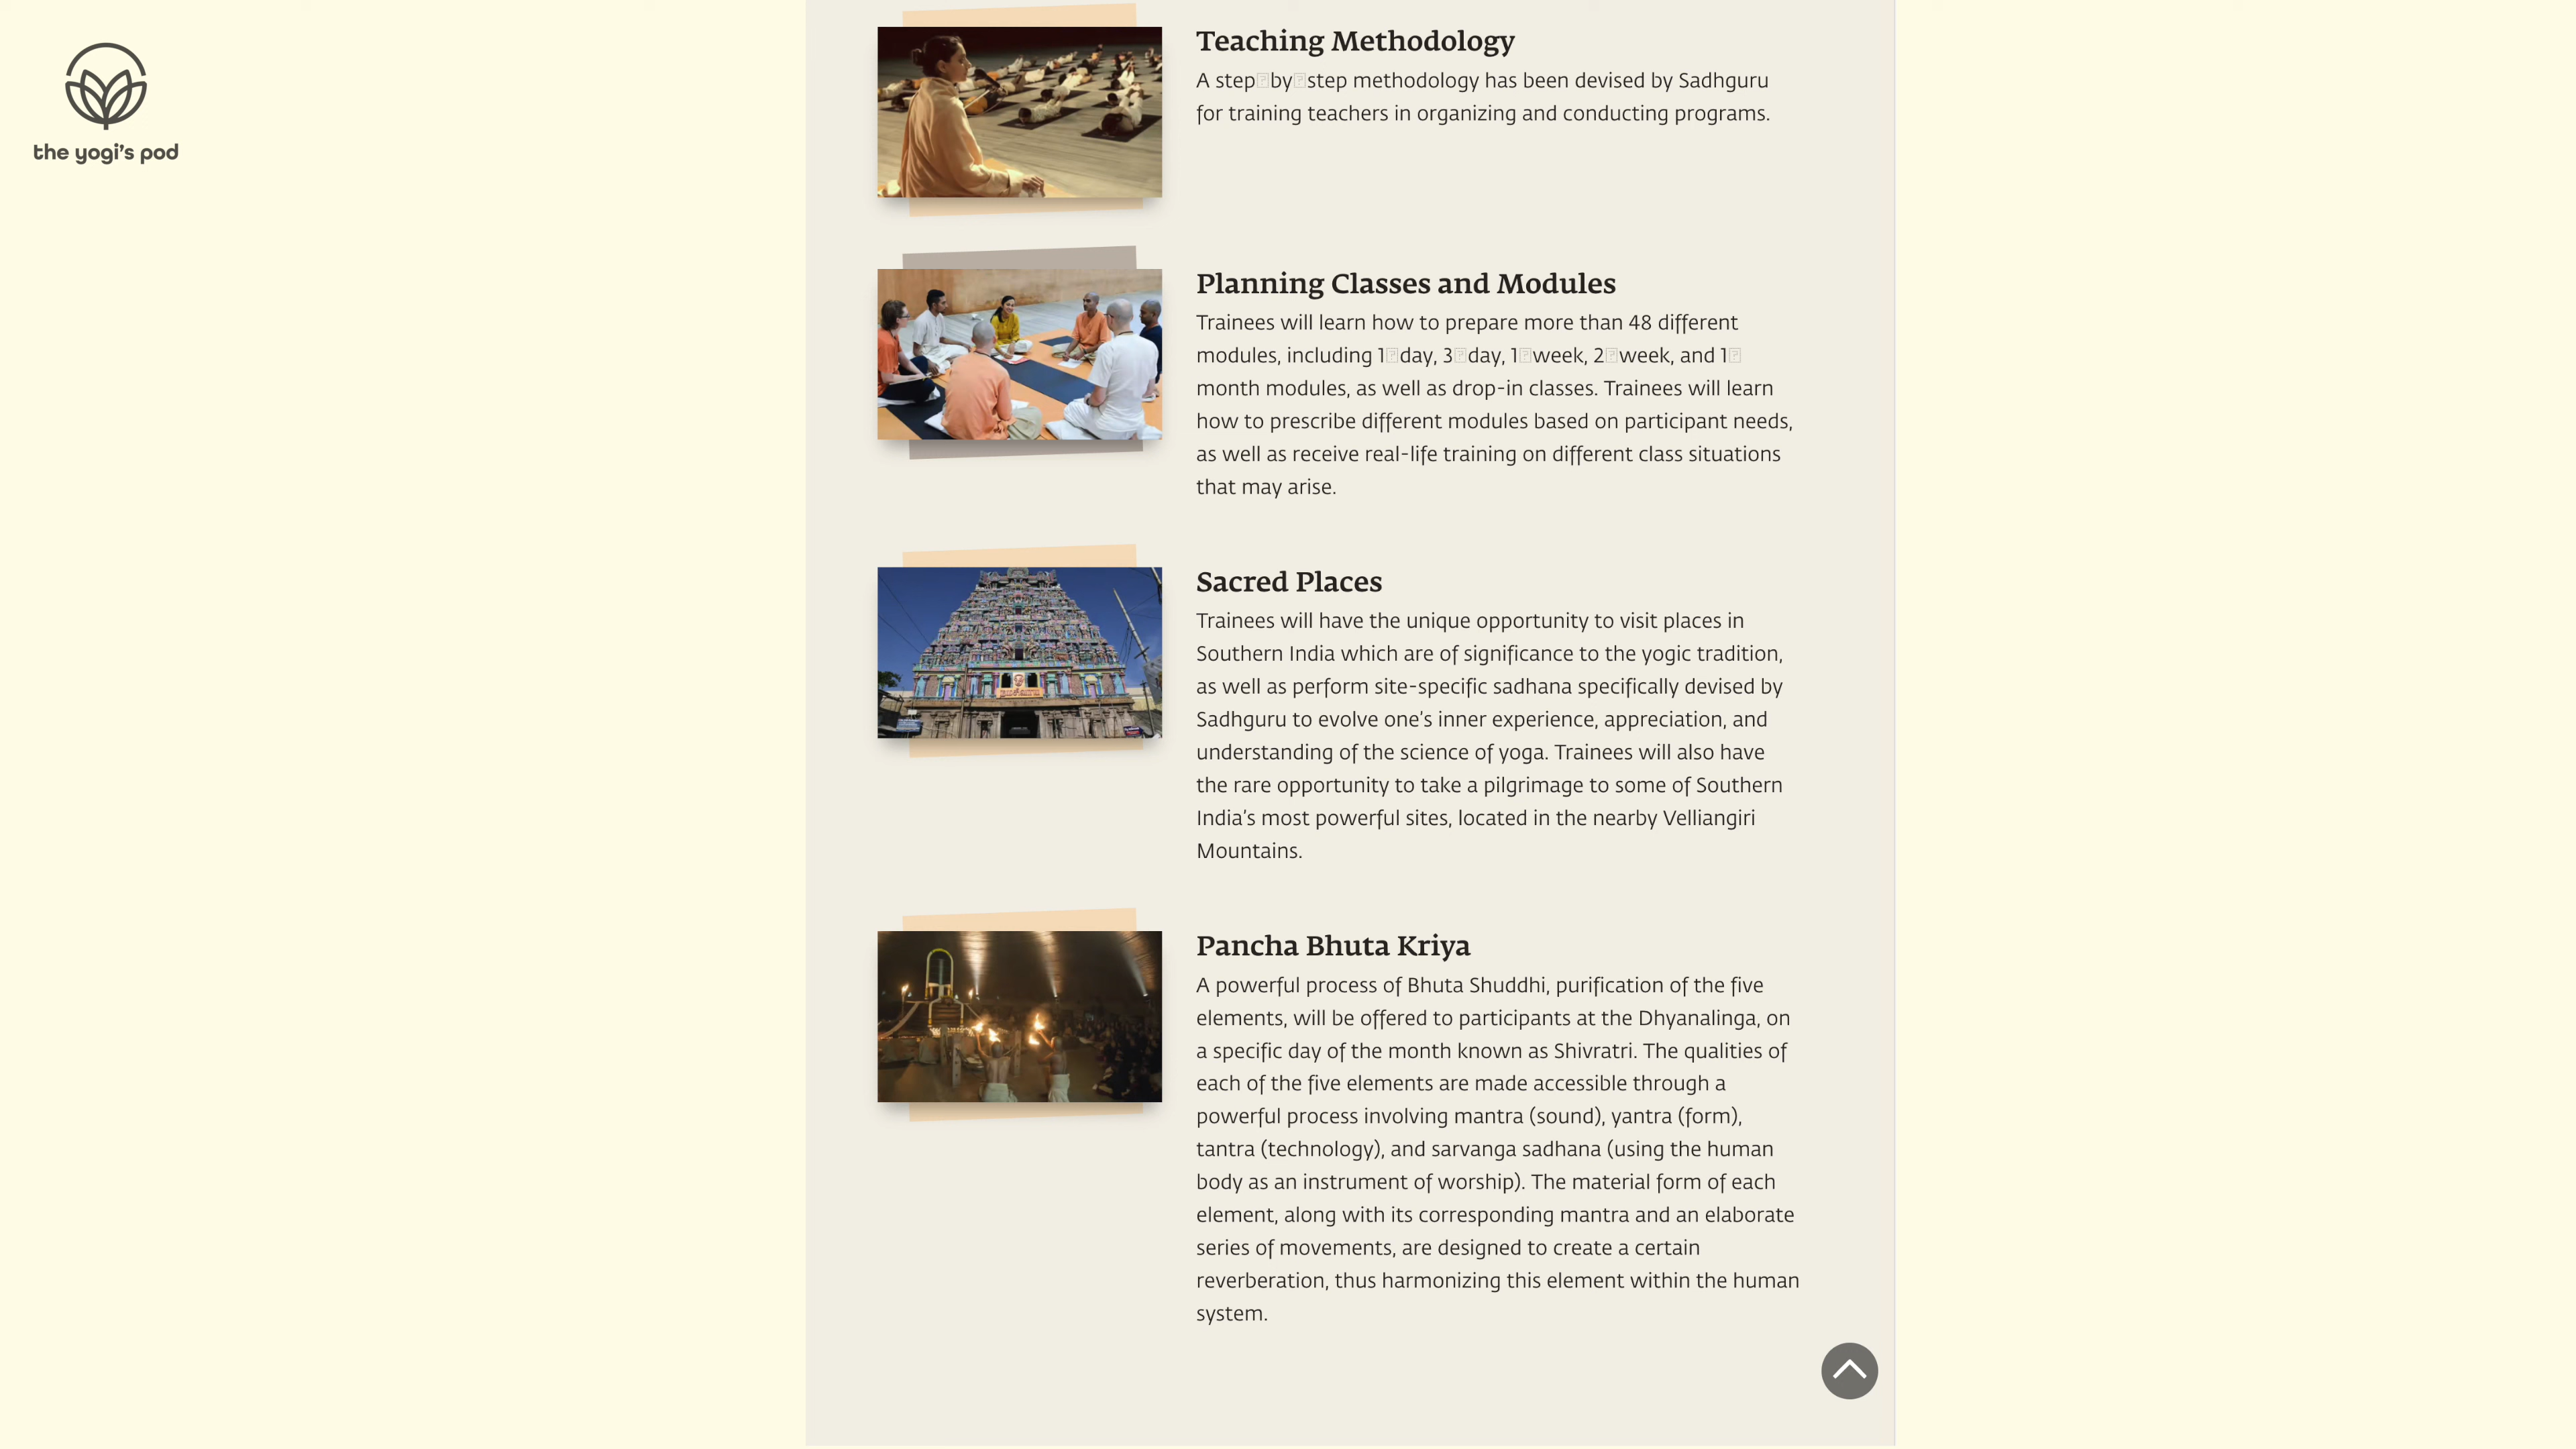 the yogi's pod
Teaching Methodology
A step�by�step methodology has been devised by Sadhguru
for training teachers in organizing and conducting programs.
Planning Classes and Modules
Trainees will learn how to prepare more than 48 different
modules, including 1�day, 3�day, 1�week, 2�week, and 1�
month modules, as well as drop-in classes. Trainees will learn
how to prescribe different modules based on participant needs,
as well as receive real-life training on different class situations
that may arise.
Sacred Places
Trainees will have the unique opportunity to visit places in
Southern India which are of significance to the yogic tradition,
as well as perform site-specific sadhana specifically devised by
Sadhguru to evolve one's inner experience, appreciation, and
understanding of the science of yoga. Trainees will also have
the rare opportunity to take a pilgrimage to some of Southern
India's most powerful sites, located in the nearby Velliangiri
Mountains.
Pancha Bhuta Kriya
A powerful process of Bhuta Shuddhi, purification of the five
elements, will be offered to participants at the Dhyanalinga, on
a specific day of the month known as Shivratri. The qualities of
each of the five elements are made accessible through a
powerful process involving mantra (sound), yantra (form),
tantra (technology), and sarvanga sadhana (using the human
body as an instrument of worship). The material form of each
element, along with its corresponding mantra and an elaborate
series of movements, are designed to create a certain
reverberation, thus harmonizing this element within the human
system.